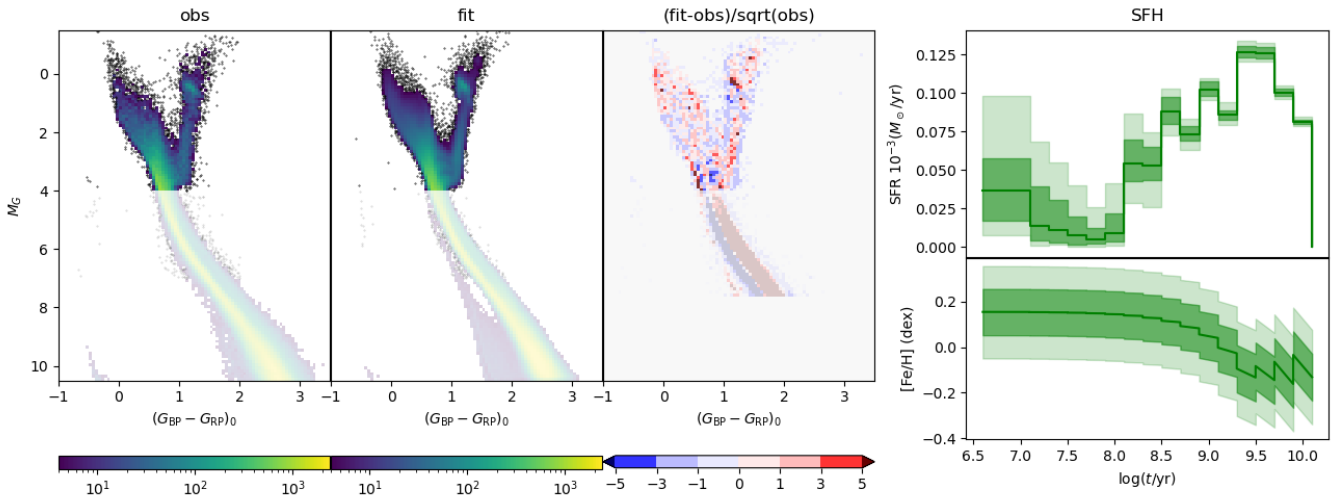 obs
fit
(fit-obs)/sqrt(obs)
SFH
M_G
0
2
4
6
8
10
−1 0 1 2 3
−1 0 1 2 3
−1 0 1 2 3
(G_BP − G_RP)_0
(G_BP − G_RP)_0
(G_BP − G_RP)_0
10^1 10^2 10^3
10^1 10^2 10^3
−5 −3 −1 0 1 3 5
SFR 10^−3(M_⊙/yr)
0.125
0.100
0.075
0.050
0.025
0.000
[Fe/H] (dex)
0.2
0.0
−0.2
−0.4
6.5 7.0 7.5 8.0 8.5 9.0 9.5 10.0
log(t/yr)